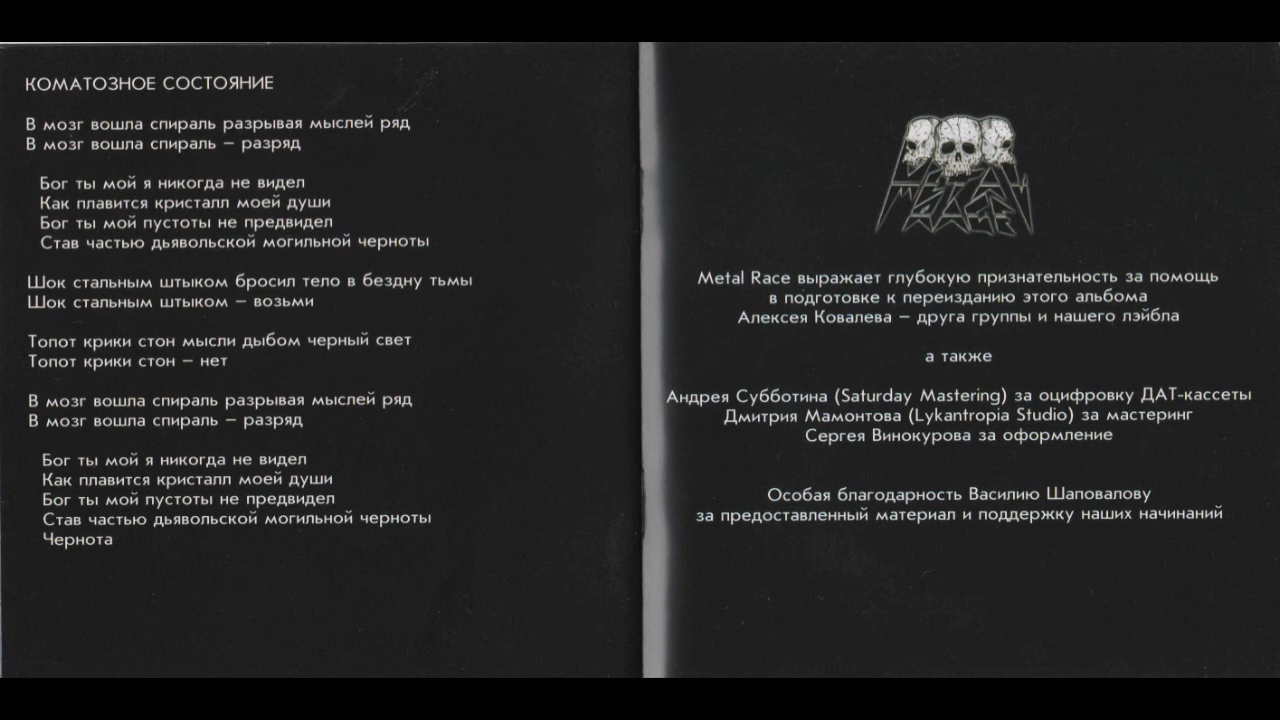 КОМАТОЗНОЕ СОСТОЯНИЕ
В мозг вошла спираль разрывая мыслей ряд
В мозг вошла спираль – разряд
Бог ты мой я никогда не видел
Как плавится кристалл моей души
Бог ты мой пустоты не предвидел
Став частью дьявольской могильной черноты
Шок стальным штыком бросил тело в бездну тьмы
Шок стальным штыком – возьми
Топот крики стон мысли дыбом черный свет
Топот крики стон – нет
В мозг вошла спираль разрывая мыслей ряд
В мозг вошла спираль – разряд
Бог ты мой я никогда не видел
Как плавится кристалл моей души
Бог ты мой пустоты не предвидел
Став частью дьявольской могильной черноты
Чернота
METAL
RACE
Metal Race выражает глубокую признательность за помощь
в подготовке к переизданию этого альбома
Алексея Ковалева – друга группы и нашего лэйбла
а также
Андрея Субботина (Saturday Mastering) за оцифровку ДАТ-кассеты
Дмитрия Мамонтова (Lykantropia Studio) за мастеринг
Сергея Винокурова за оформление
Особая благодарность Василию Шаповалову
за предоставленный материал и поддержку наших начинаний